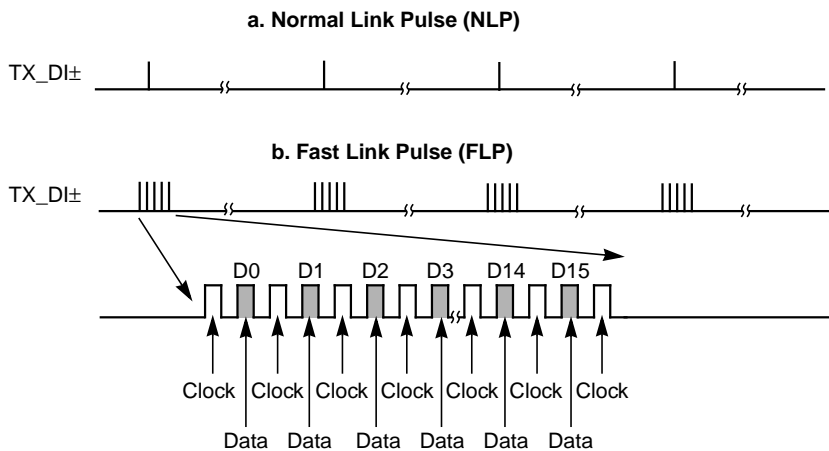 a. Normal Link Pulse (NLP)
TX_DI±
b. Fast Link Pulse (FLP)
TX_DI±
D0 D1 D2 D3 D14 D15
Clock Clock Clock Clock Clock Clock Clock
Data Data Data Data Data Data